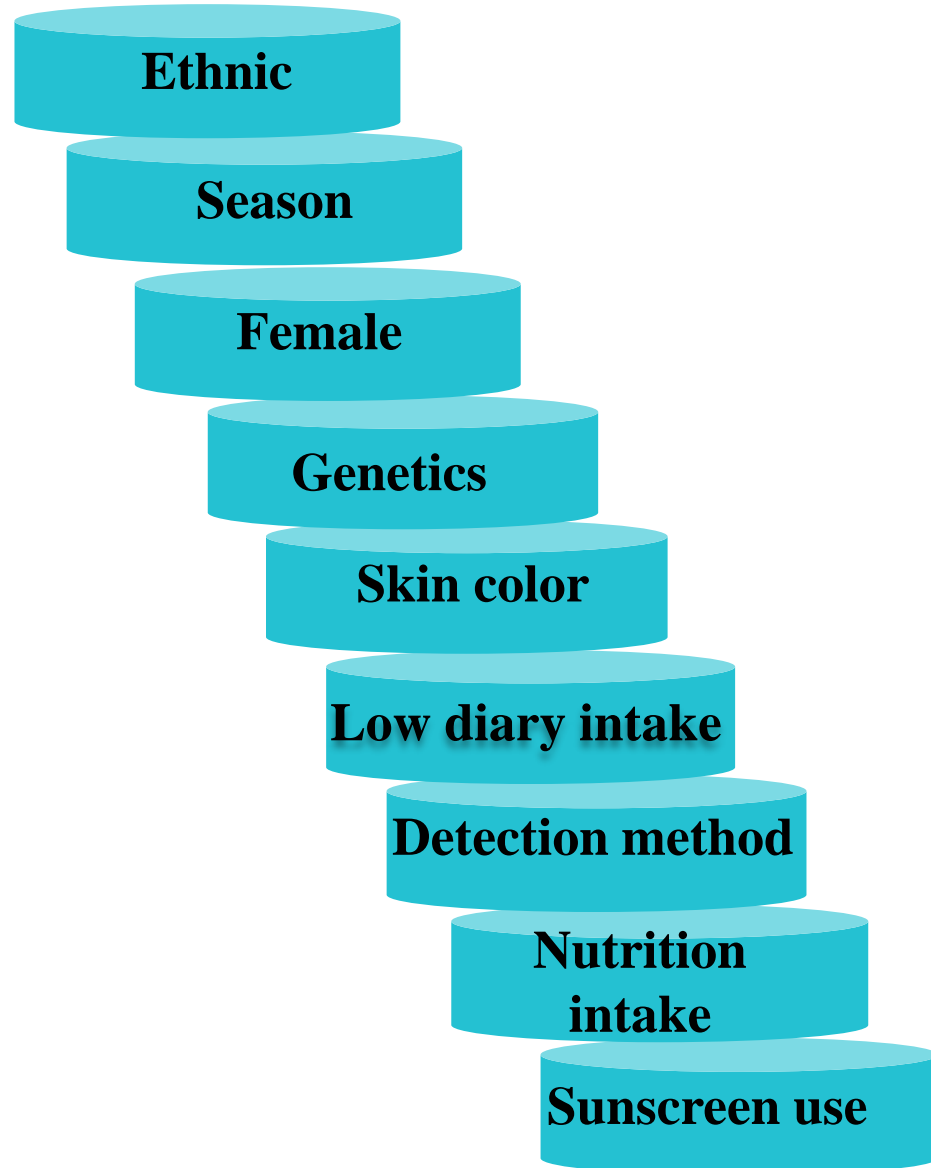 Ethnic
Season
Female
Genetics
Skin color
Low diary intake
Detection method
Nutrition
intake
Sunscreen use